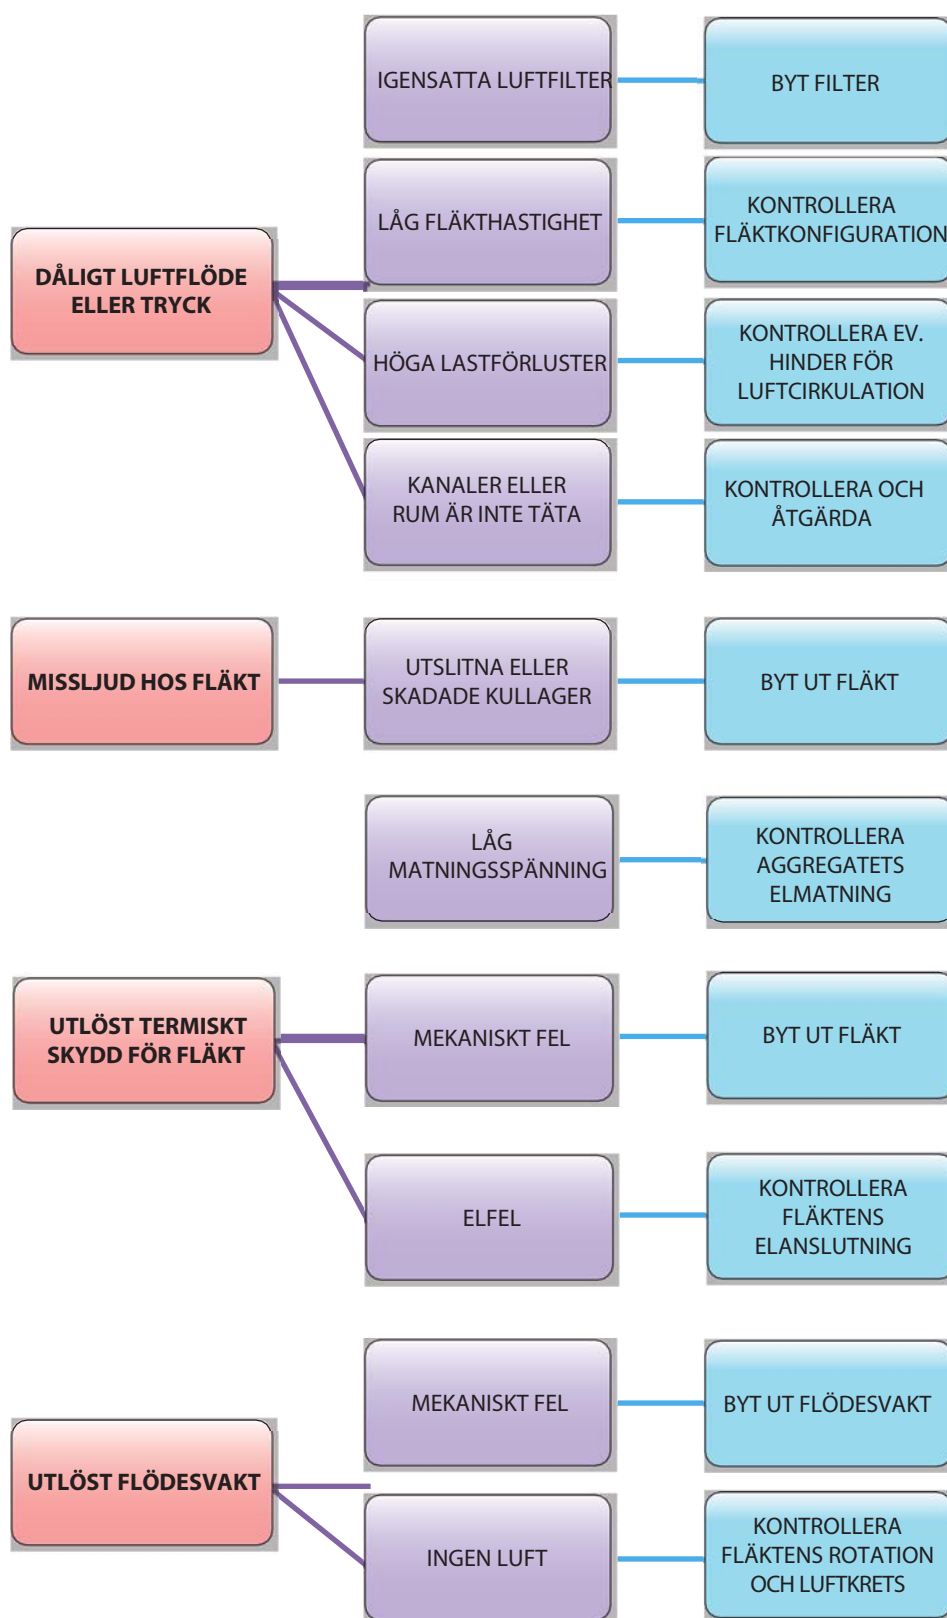 IGENSATTA LUFTFILTER
BYT FILTER
LÅG FLÄKTHASTIGHET
KONTROLLERA
FLÄKTKONFIGURATION
DÅLIGT LUFTFLÖDE
ELLER TRYCK
HÖGA LASTFÖRLUSTER
KONTROLLERA EV.
HINDER FÖR
LUFTCIRKULATION
KANALER ELLER
RUM ÄR INTE TÄTA
KONTROLLERA OCH
ÅTGÄRDA
MISSLJUD HOS FLÄKT
UTSLITNA ELLER
SKADADE KULLAGER
BYT UT FLÄKT
LÅG
MATNINGSSPÄNNING
KONTROLLERA
AGGREGATETS
ELMATNING
UTLÖST TERMISKT
SKYDD FÖR FLÄKT
MEKANISKT FEL
BYT UT FLÄKT
ELFEL
KONTROLLERA
FLÄKTENS
ELANSLUTNING
MEKANISKT FEL
BYT UT FLÖDESVAKT
UTLÖST FLÖDESVAKT
INGEN LUFT
KONTROLLERA
FLÄKTENS ROTATION
OCH LUFTKRETS